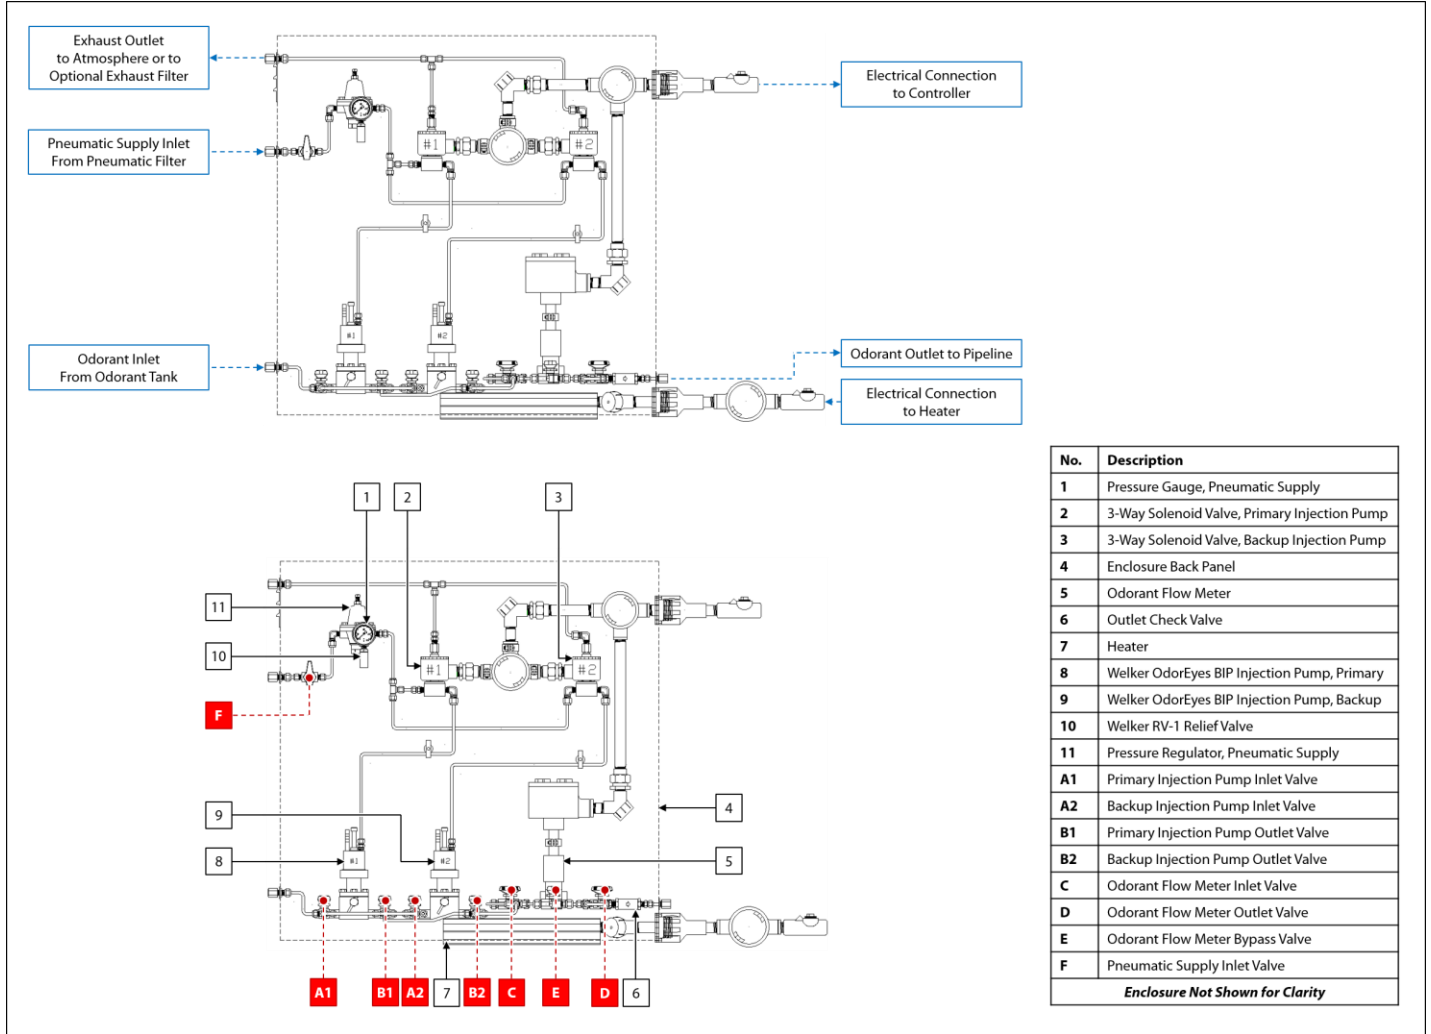 Exhaust Outlet
to Atmosphere or to
Optional Exhaust Filter
Electrical Connection
to Controller
Pneumatic Supply Inlet
From Pneumatic Filter
#1
#2
#1
#2
Odorant Inlet
From Odorant Tank
Odorant Outlet to Pipeline
Electrical Connection
to Heater
1
2
3
11
10
#1
#2
F
9
4
8
#1
#2
5
A1
B1
A2
7
B2
C
E
D
6
No. Description
1 Pressure Gauge, Pneumatic Supply
2 3-Way Solenoid Valve, Primary Injection Pump
3 3-Way Solenoid Valve, Backup Injection Pump
4 Enclosure Back Panel
5 Odorant Flow Meter
6 Outlet Check Valve
7 Heater
8 Welker OdorEyes BIP Injection Pump, Primary
9 Welker OdorEyes BIP Injection Pump, Backup
10 Welker RV-1 Relief Valve
11 Pressure Regulator, Pneumatic Supply
A1 Primary Injection Pump Inlet Valve
A2 Backup Injection Pump Inlet Valve
B1 Primary Injection Pump Outlet Valve
B2 Backup Injection Pump Outlet Valve
C Odorant Flow Meter Inlet Valve
D Odorant Flow Meter Outlet Valve
E Odorant Flow Meter Bypass Valve
F Pneumatic Supply Inlet Valve
Enclosure Not Shown for Clarity